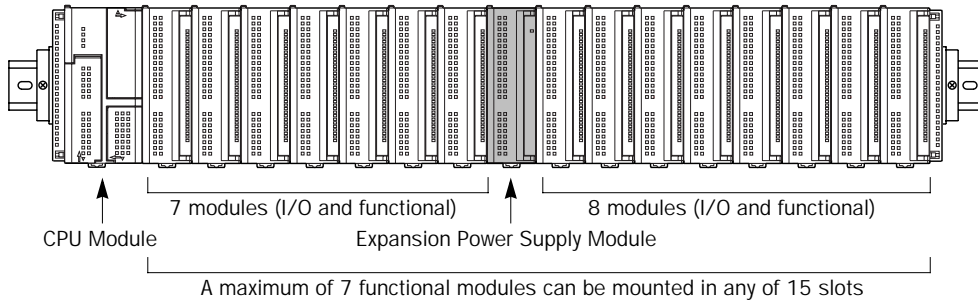 7 modules (I/O and functional)
8 modules (I/O and functional)
CPU Module
Expansion Power Supply Module
A maximum of 7 functional modules can be mounted in any of 15 slots